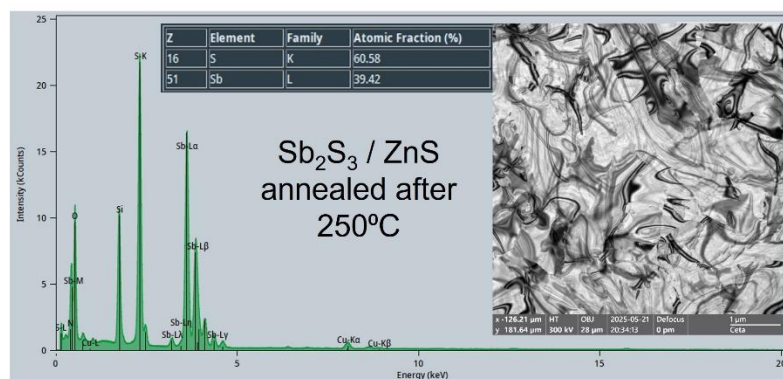 25
20
15
10
5
0
Intensity (kCounts)
Z Element Family Atomic Fraction (%)
16 S K 60.58
51 Sb L 39.42
S-K
Sb-Lα
O
Si
Sb-Lβ
Sb-M
Sb-Lη
S-L
N
Cu-L
Sb-Lλ
Sb-Lγ
Cu-Kα
Cu-Kβ
Sb₂S₃ / ZnS
annealed after
250ºC
x -126.21 µm HT OBJ 2025-05-21 Defocus 1 µm
y 181.64 µm 300 kV 28 µm 20:34:13 0 pm Ceta
0 5 10 15 20
Energy (keV)